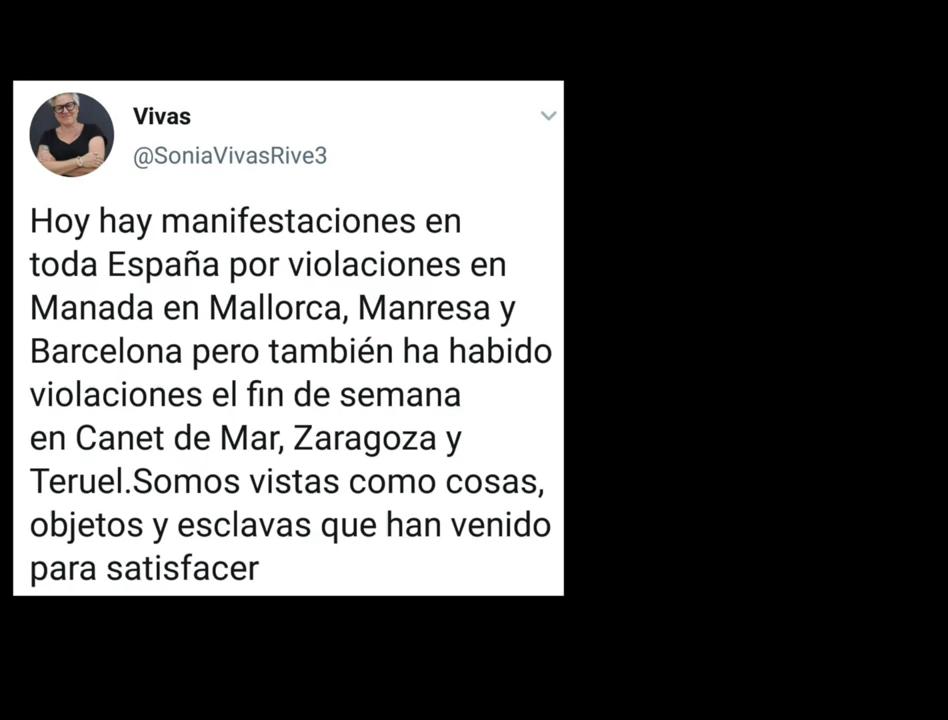 Vivas
@SoniaVivasRive3
Hoy hay manifestaciones en
toda España por violaciones en
Manada en Mallorca, Manresa y
Barcelona pero también ha habido
violaciones el fin de semana
en Canet de Mar, Zaragoza y
Teruel.Somos vistas como cosas,
objetos y esclavas que han venido
para satisfacer